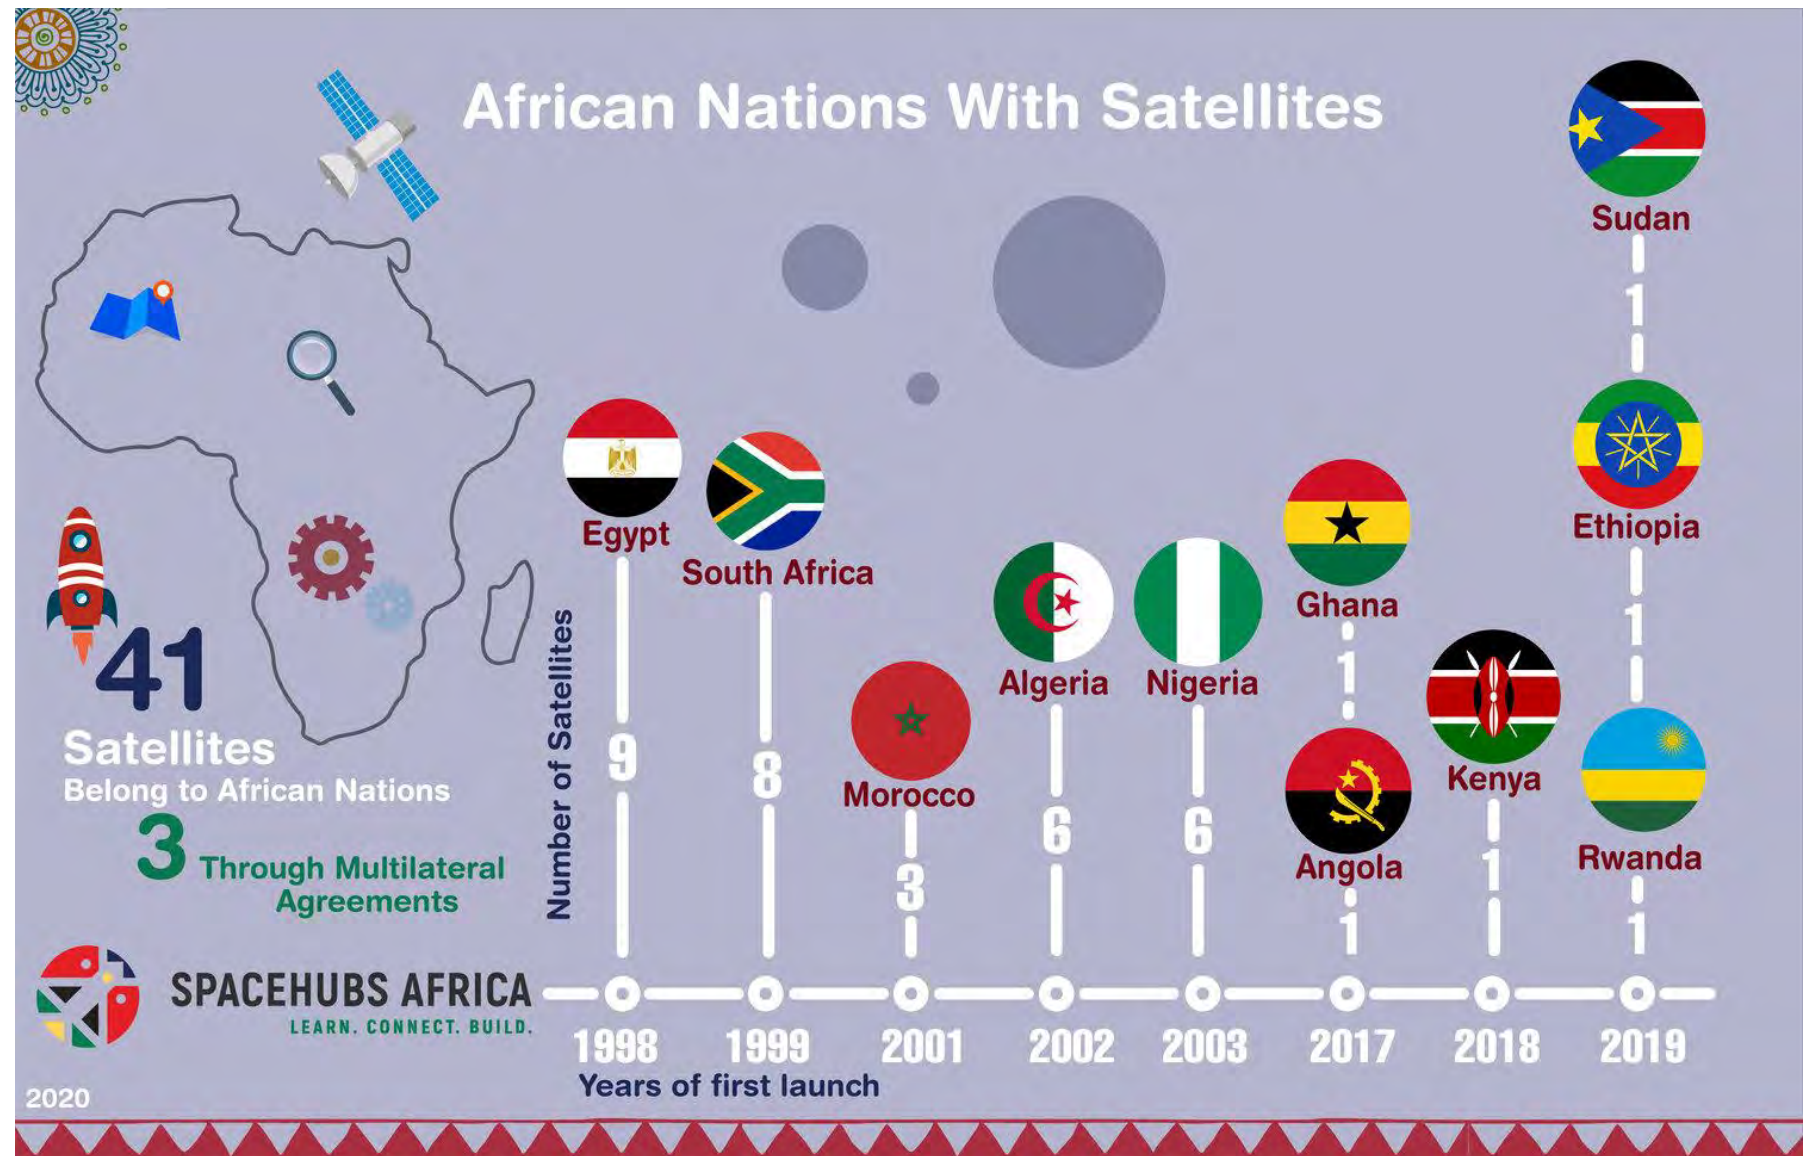 African Nations With Satellites
41
Satellites
Belong to African Nations
3 Through Multilateral
Agreements
SPACEHUBS AFRICA
LEARN. CONNECT. BUILD.
2020
Number of Satellites
Egypt
9
South Africa
8
Morocco
3
Algeria
6
Nigeria
6
Ghana
1
Angola
1
Kenya
1
Sudan
1
Ethiopia
1
Rwanda
1
1998 1999 2001 2002 2003 2017 2018 2019
Years of first launch